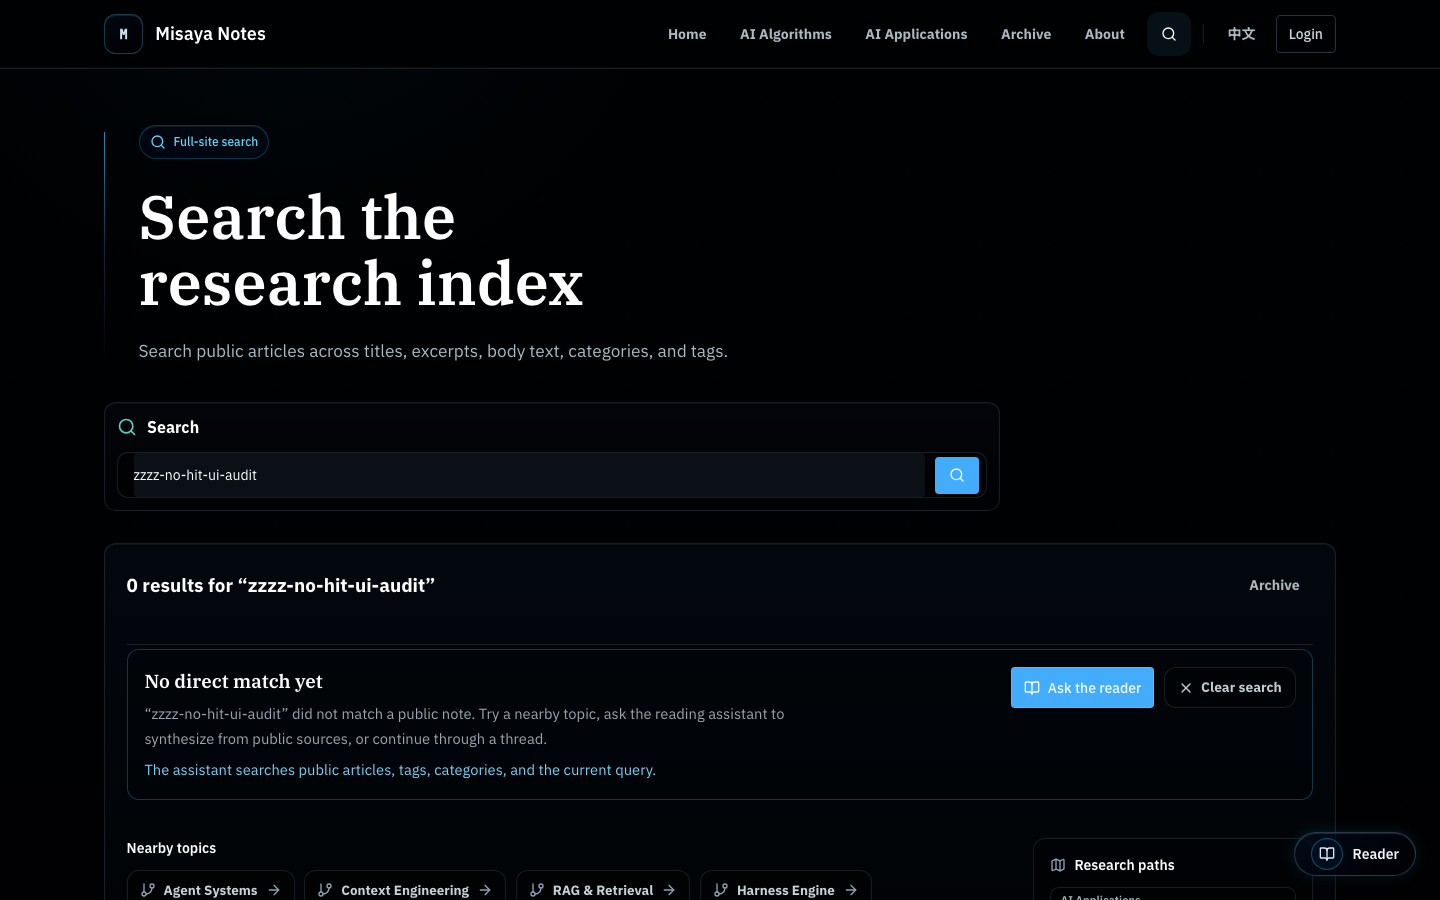 M Misaya Notes Home AI Algorithms AI Applications Archive About 中文 Login
Full-site search
Search the
research index
Search public articles across titles, excerpts, body text, categories, and tags.
Search
zzzz-no-hit-ui-audit
0 results for “zzzz-no-hit-ui-audit” Archive
No direct match yet
Ask the reader Clear search
“zzzz-no-hit-ui-audit” did not match a public note. Try a nearby topic, ask the reading assistant to
synthesize from public sources, or continue through a thread.
The assistant searches public articles, tags, categories, and the current query.
Nearby topics
Agent Systems Context Engineering RAG & Retrieval Harness Engine
Research paths
AI Applications
Reader